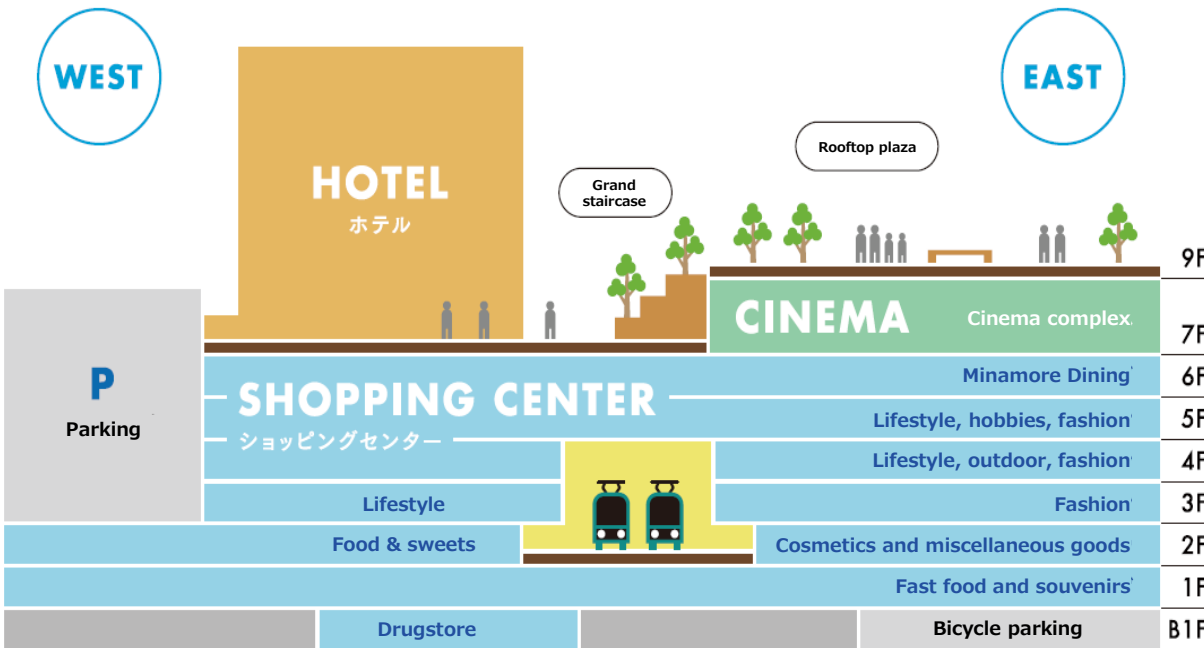 WEST
EAST
HOTEL
ホテル
Grand
staircase
Rooftop plaza
9F
CINEMA
Cinema complex
7F
P
Parking
SHOPPING CENTER
ショッピングセンター
Minamore Dining
6F
Lifestyle, hobbies, fashion
5F
Lifestyle, outdoor, fashion
4F
Lifestyle
Fashion
3F
Food & sweets
Cosmetics and miscellaneous goods
2F
Fast food and souvenirs
1F
Drugstore
Bicycle parking
B1F